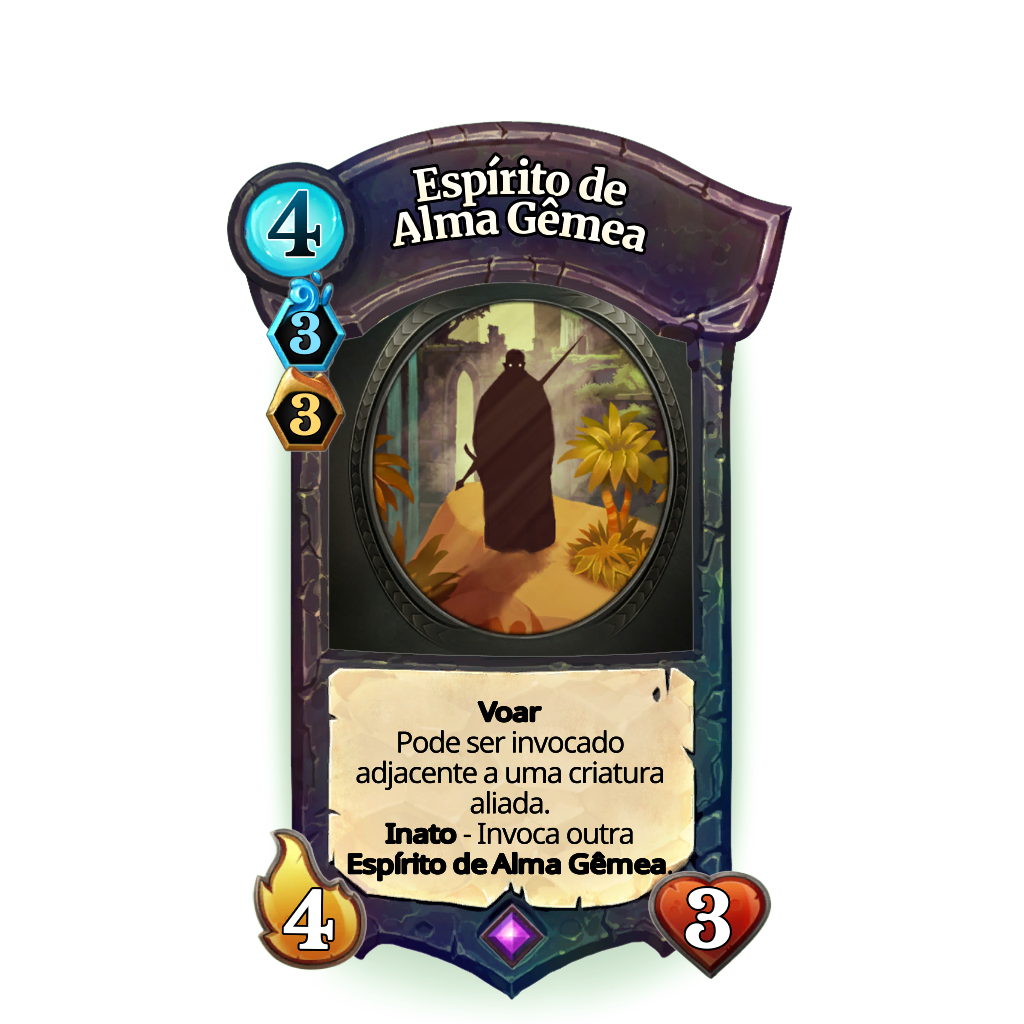 Espírito de
Alma Gêmea
4
3
3
Voar
Pode ser invocado
adjacente a uma criatura
aliada.
Inato - Invoca outra
Espírito de Alma Gêmea.
4
3